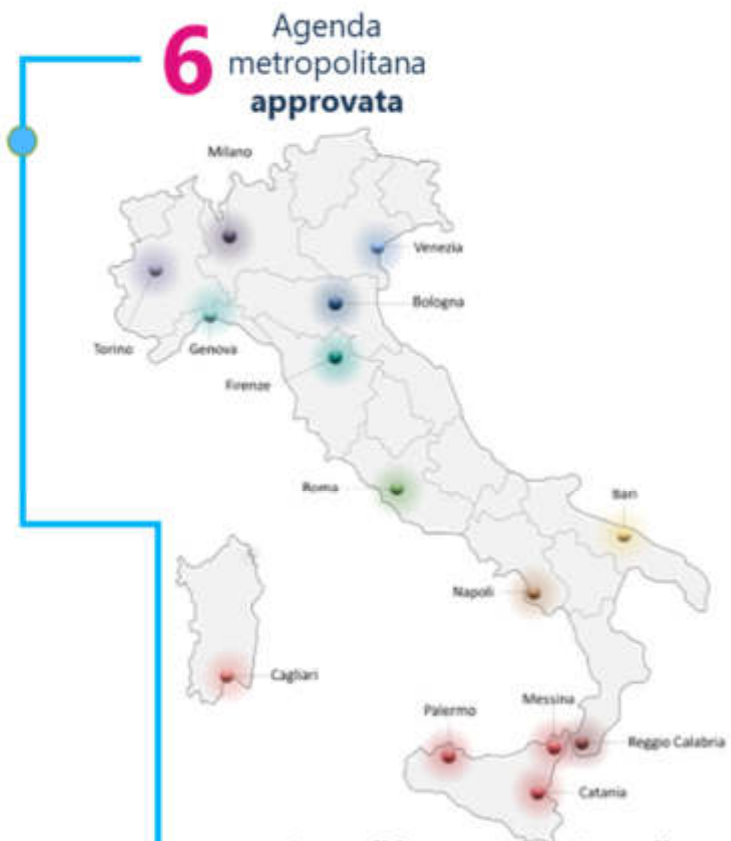 6
Agenda
metropolitana
approvata
Milano
Venezia
Bologna
Torino
Genova
Firenze
Roma
Bari
Napoli
Cagliari
Messina
Palermo
Reggio Calabria
Catania